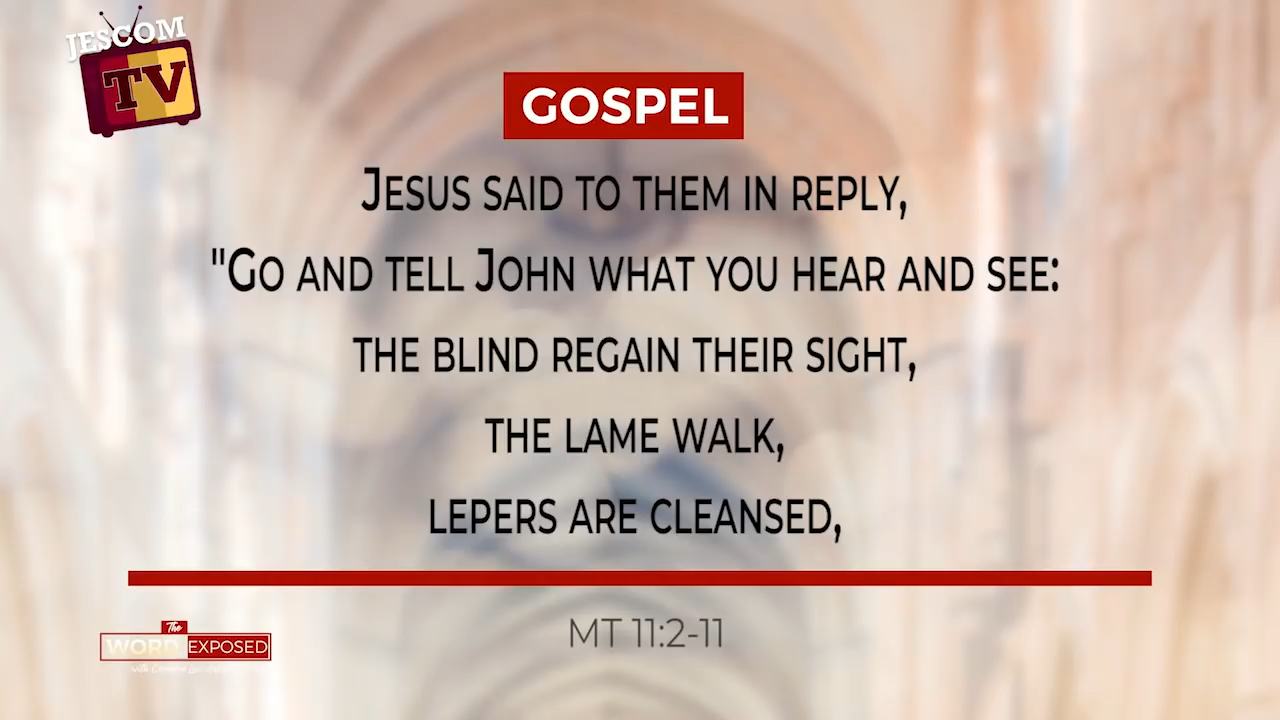 JESCOM
TV
GOSPEL
JESUS SAID TO THEM IN REPLY,
"GO AND TELL JOHN WHAT YOU HEAR AND SEE:
THE BLIND REGAIN THEIR SIGHT,
THE LAME WALK,
LEPERS ARE CLEANSED,
MT 11:2-11
The
WORD EXPOSED
with